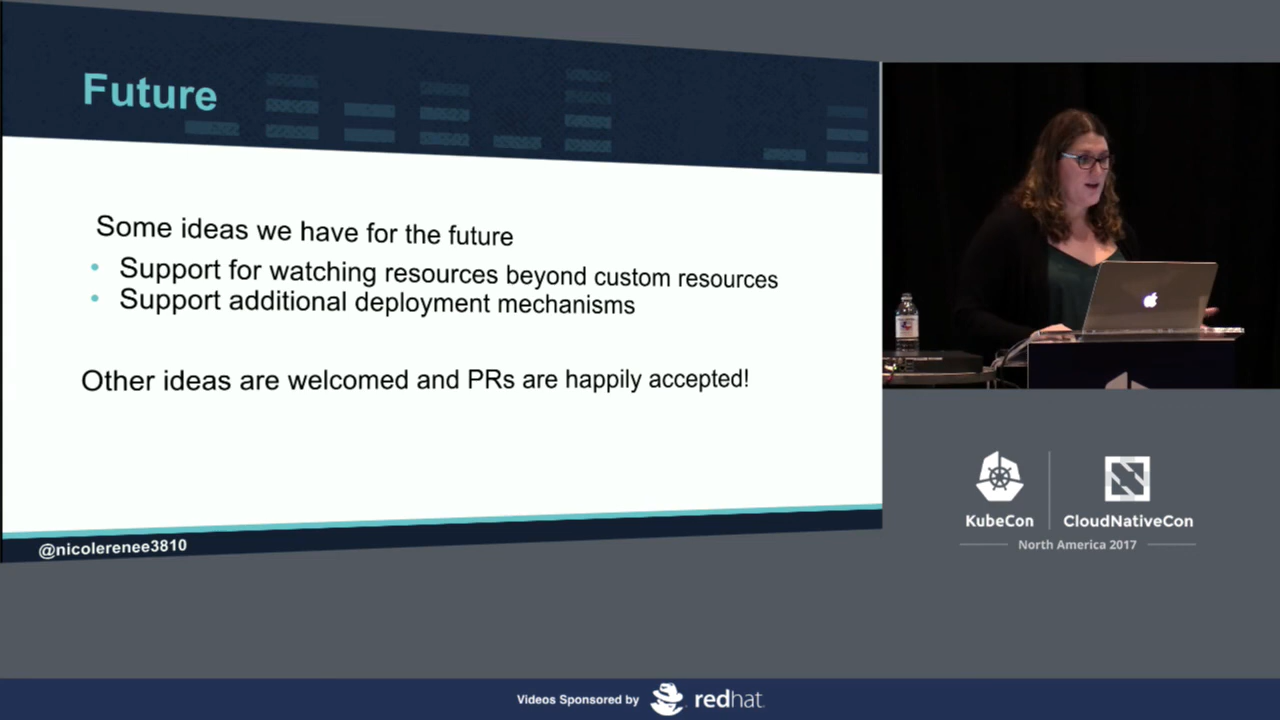 Future
Some ideas we have for the future
• Support for watching resources beyond custom resources
• Support additional deployment mechanisms
Other ideas are welcomed and PRs are happily accepted!
@nicolerenee3810
KubeCon
CloudNativeCon
North America 2017
Videos Sponsored by
redhat.